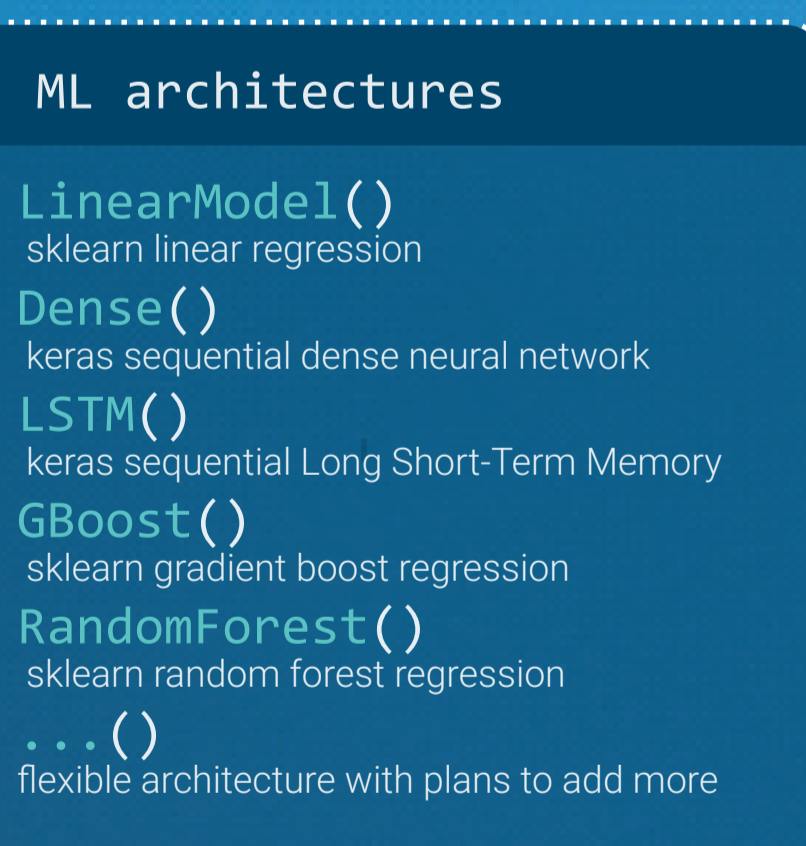 ML architectures
LinearModel()
sklearn linear regression
Dense()
keras sequential dense neural network
LSTM()
keras sequential Long Short-Term Memory
GBoost()
sklearn gradient boost regression
RandomForest()
sklearn random forest regression
...()
flexible architecture with plans to add more